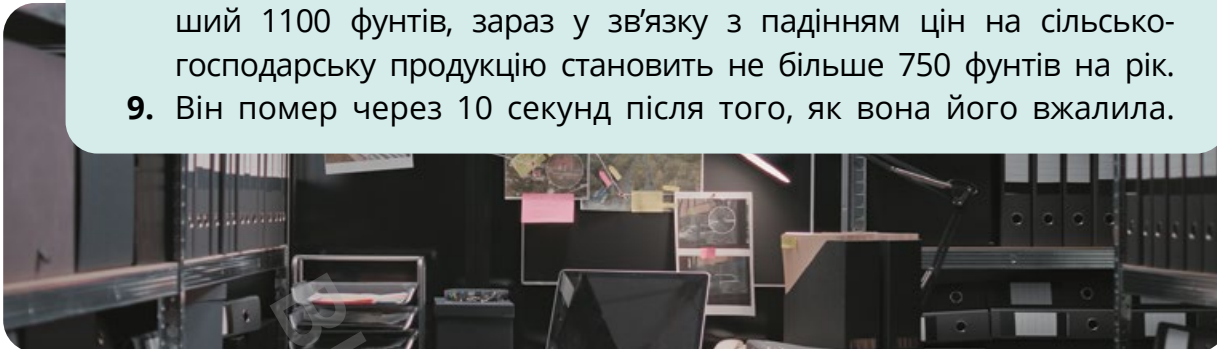 ший 1100 фунтів, зараз у зв’язку з падінням цін на сільсько-
господарську продукцію становить не більше 750 фунтів на рік.
9. Він помер через 10 секунд після того, як вона його вжалила.